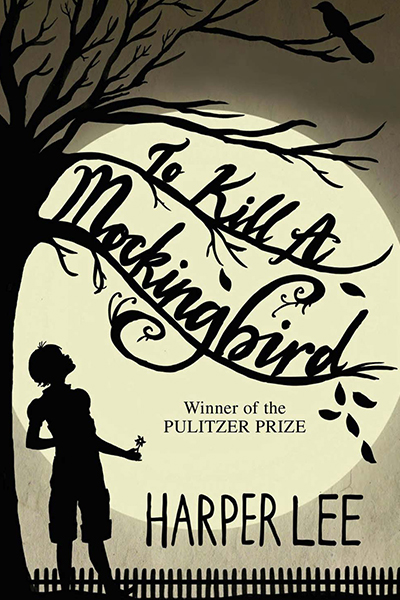 To Kill A
Mockingbird
Winner of the
PULITZER PRIZE
HARPER LEE